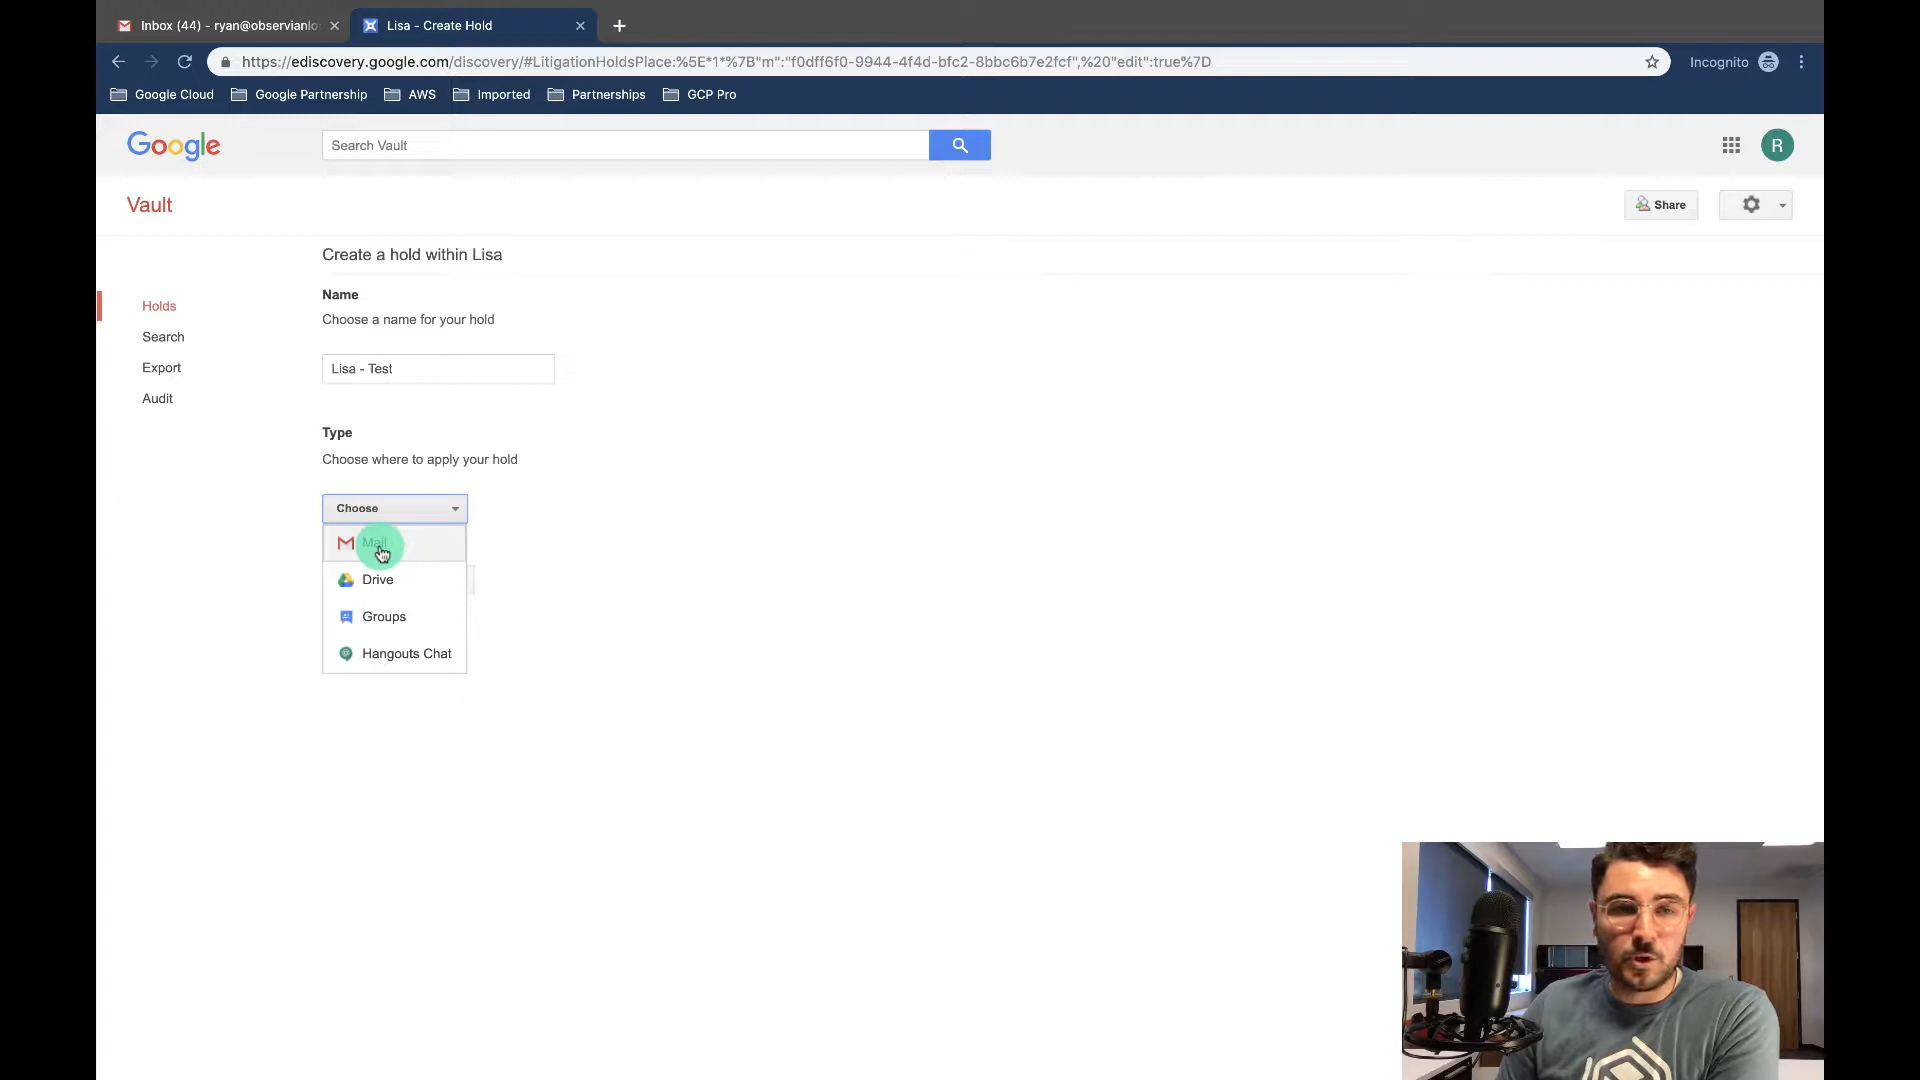 Inbox (44) - ryan@observianlo
Lisa - Create Hold
https://ediscovery.google.com/discovery/#LitigationHoldsPlace:%5E*1*%7B"m":"f0dff6f0-9944-4f4d-bfc2-8bbc6b7e2fcf",%20"edit":true%7D
Incognito
Google Cloud
Google Partnership
AWS
Imported
Partnerships
GCP Pro
Google
Search Vault
R
Vault
Share
Create a hold within Lisa
Holds
Search
Export
Audit
Name
Choose a name for your hold
Lisa - Test
Type
Choose where to apply your hold
Choose
Mail
Drive
Groups
Hangouts Chat